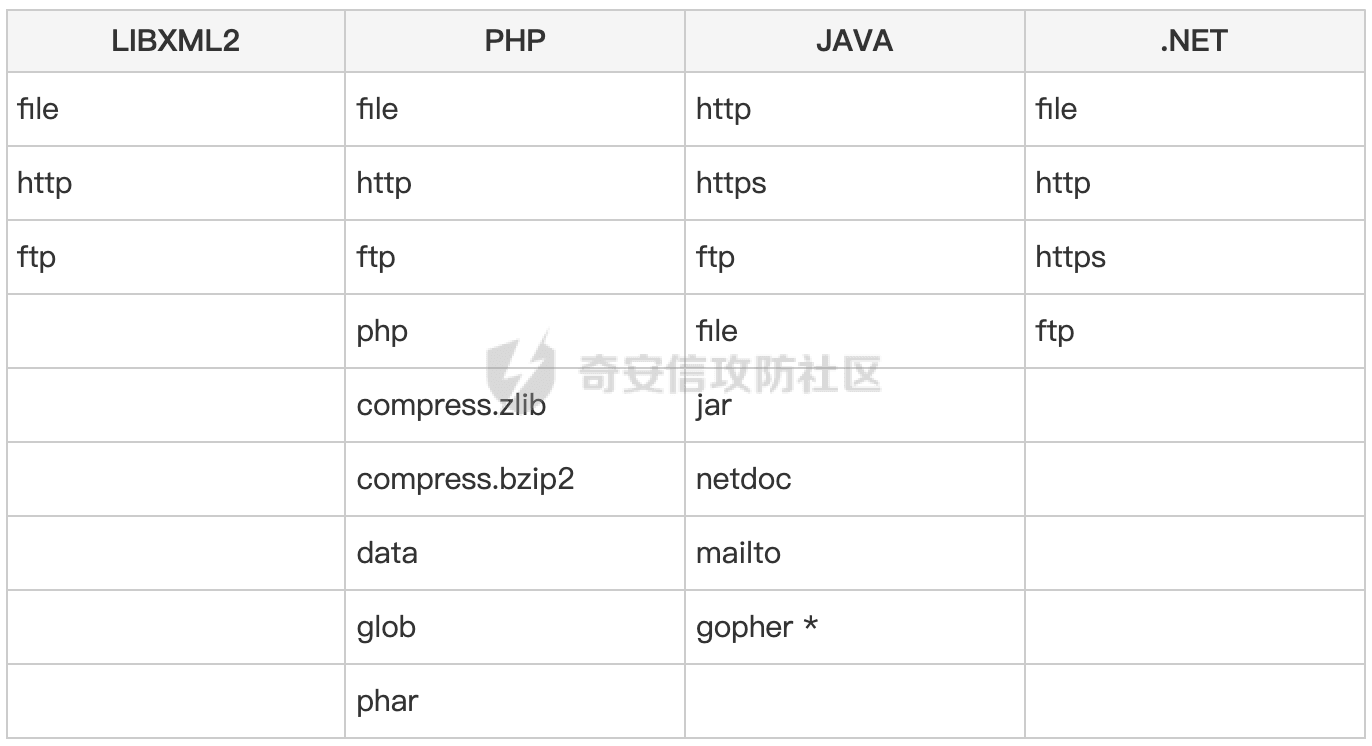 LIBXML2 PHP JAVA .NET
file file http file
http http https http
ftp ftp ftp https
php file ftp
奇安信攻防社区
compress.zlib jar
compress.bzip2 netdoc
data mailto
glob gopher *
phar